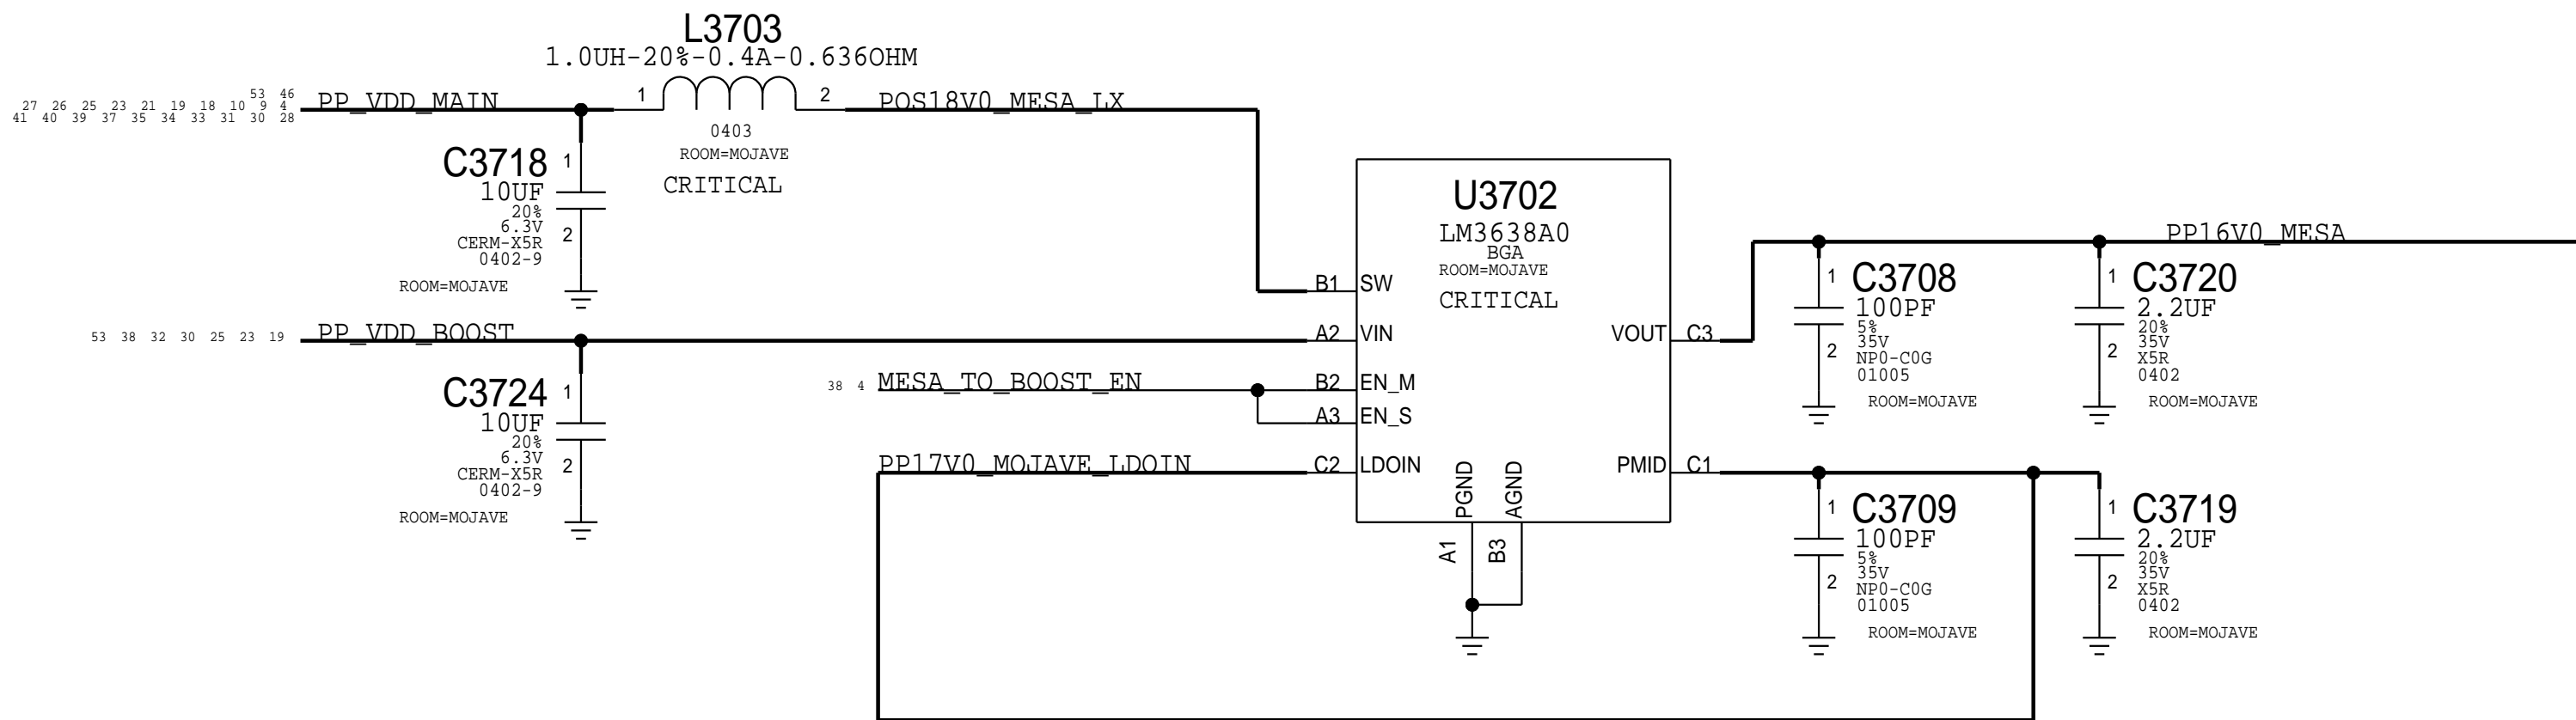 L3703
1.0UH-20%-0.4A-0.636OHM
53 46
27 26 25 23 21 19 18 10 9 4
41 40 39 37 35 34 33 31 30 28
PP_VDD_MAIN
1
2
POS18V0_MESA_LX
0403
ROOM=MOJAVE
CRITICAL
C3718
1
10UF
20%
6.3V
2
CERM-X5R
0402-9
ROOM=MOJAVE
53 38 32 30 25 23 19
PP_VDD_BOOST
C3724
1
10UF
20%
6.3V
2
CERM-X5R
0402-9
ROOM=MOJAVE
38 4
MESA_TO_BOOST_EN
PP17V0_MOJAVE_LDOIN
U3702
LM3638A0
BGA
ROOM=MOJAVE
CRITICAL
B1 SW
A2 VIN
B2 EN_M
A3 EN_S
C2 LDOIN
VOUT C3
PMID C1
PGND
AGND
A1
B3
PP16V0_MESA
1
C3708
100PF
5%
35V
2
NP0-C0G
01005
ROOM=MOJAVE
1
C3720
2.2UF
20%
35V
2
X5R
0402
ROOM=MOJAVE
1
C3709
100PF
5%
35V
2
NP0-C0G
01005
ROOM=MOJAVE
1
C3719
2.2UF
20%
35V
2
X5R
0402
ROOM=MOJAVE